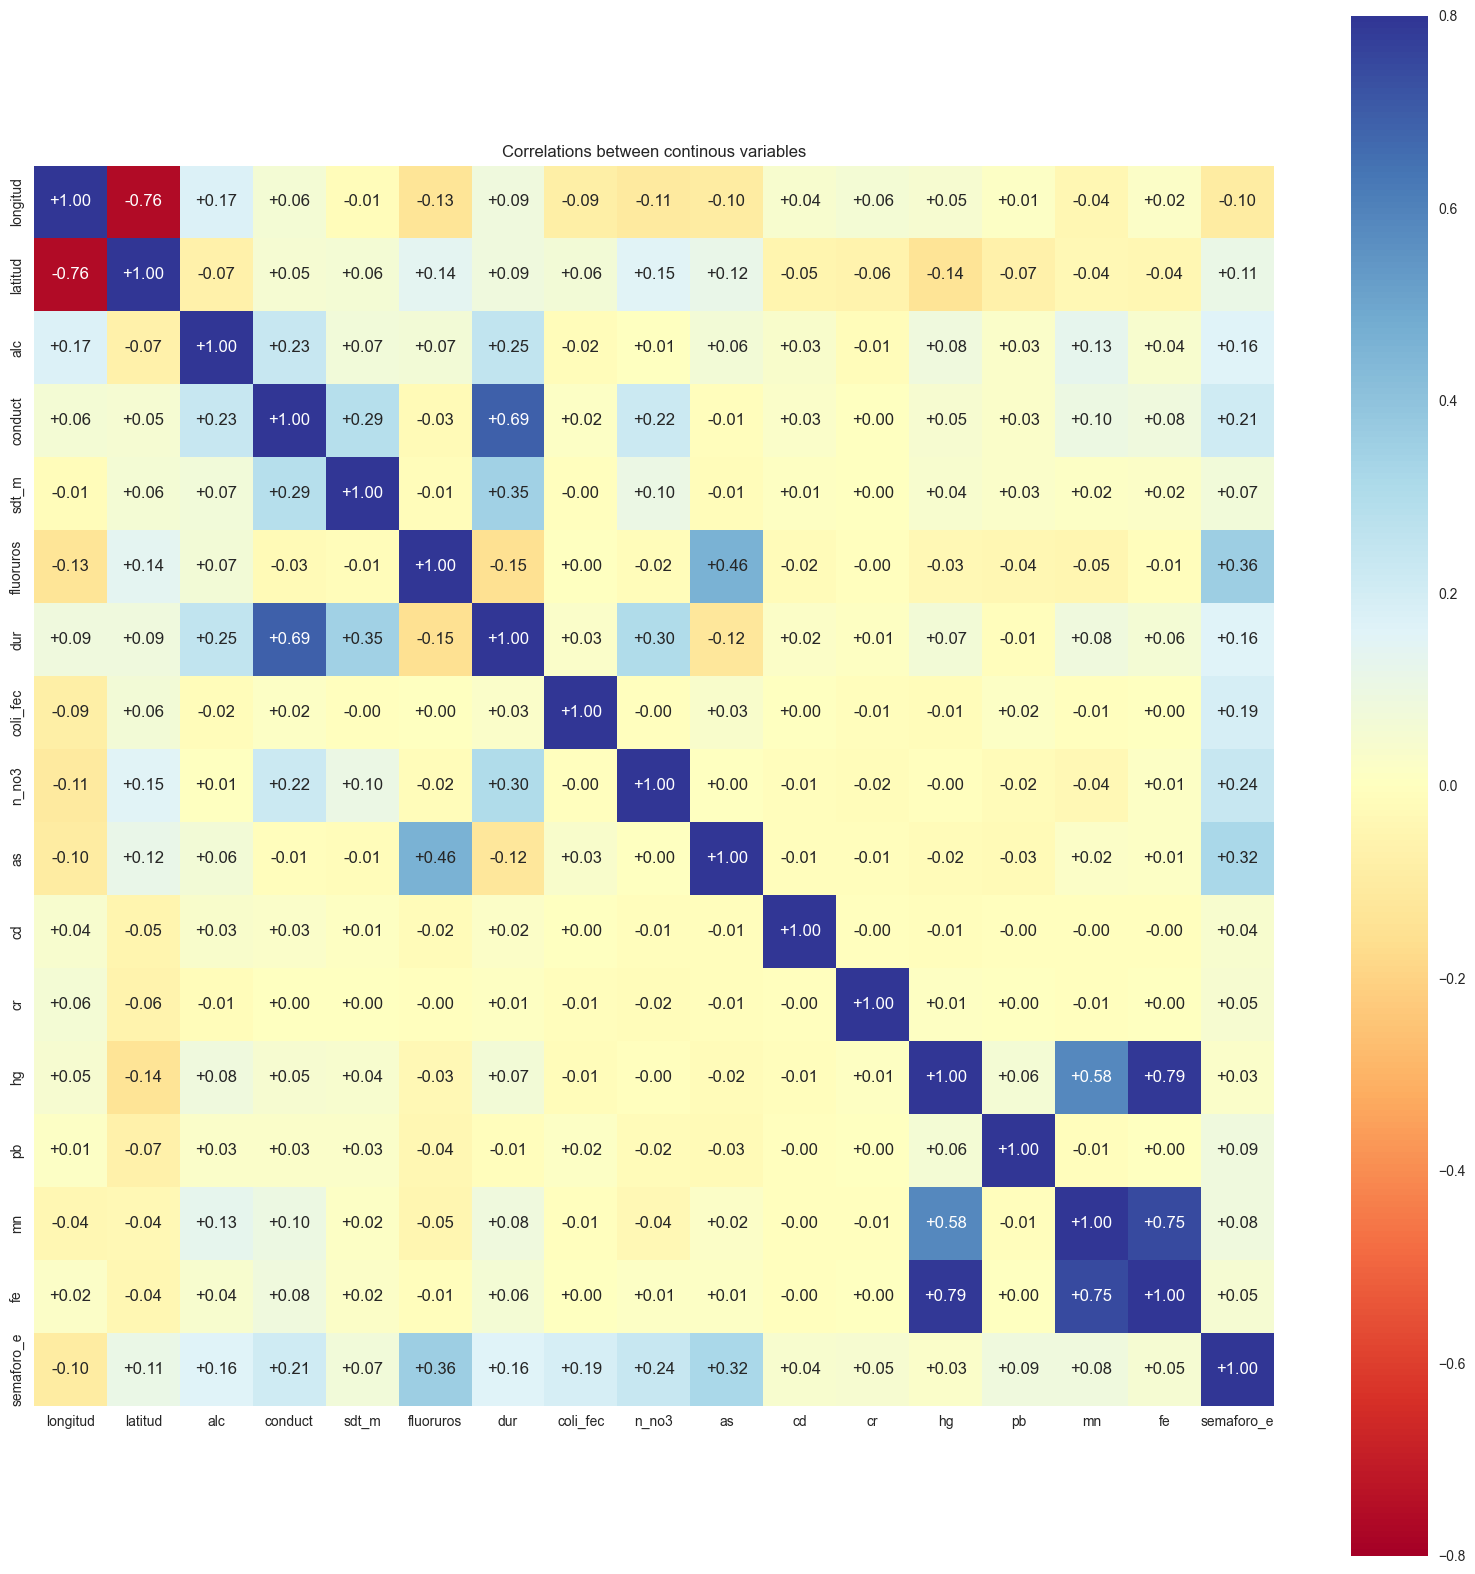 Correlations between continous variables
longitud +1.00 -0.76 +0.17 +0.06 -0.01 -0.13 +0.09 -0.09 -0.11 -0.10 +0.04 +0.06 +0.05 +0.01 -0.04 +0.02 -0.10
latitud -0.76 +1.00 -0.07 +0.05 +0.06 +0.14 +0.09 +0.06 +0.15 +0.12 -0.05 -0.06 -0.14 -0.07 -0.04 -0.04 +0.11
alc +0.17 -0.07 +1.00 +0.23 +0.07 +0.07 +0.25 -0.02 +0.01 +0.06 +0.03 -0.01 +0.08 +0.03 +0.13 +0.04 +0.16
conduct +0.06 +0.05 +0.23 +1.00 +0.29 -0.03 +0.69 +0.02 +0.22 -0.01 +0.03 +0.00 +0.05 +0.03 +0.10 +0.08 +0.21
sdt_m -0.01 +0.06 +0.07 +0.29 +1.00 -0.01 +0.35 -0.00 +0.10 -0.01 +0.01 +0.00 +0.04 +0.03 +0.02 +0.02 +0.07
fluoruros -0.13 +0.14 +0.07 -0.03 -0.01 +1.00 -0.15 +0.00 -0.02 +0.46 -0.02 -0.00 -0.03 -0.04 -0.05 -0.01 +0.36
dur +0.09 +0.09 +0.25 +0.69 +0.35 -0.15 +1.00 +0.03 +0.30 -0.12 +0.02 +0.01 +0.07 -0.01 +0.08 +0.06 +0.16
coli_fec -0.09 +0.06 -0.02 +0.02 -0.00 +0.00 +0.03 +1.00 -0.00 +0.03 +0.00 -0.01 -0.01 +0.02 -0.01 +0.00 +0.19
n_no3 -0.11 +0.15 +0.01 +0.22 +0.10 -0.02 +0.30 -0.00 +1.00 +0.00 -0.01 -0.02 -0.00 -0.02 -0.04 +0.01 +0.24
as -0.10 +0.12 +0.06 -0.01 -0.01 +0.46 -0.12 +0.03 +0.00 +1.00 -0.01 -0.01 -0.02 -0.03 +0.02 +0.01 +0.32
cd +0.04 -0.05 +0.03 +0.03 +0.01 -0.02 +0.02 +0.00 -0.01 -0.01 +1.00 -0.00 -0.01 -0.00 -0.00 -0.00 +0.04
cr +0.06 -0.06 -0.01 +0.00 +0.00 -0.00 +0.01 -0.01 -0.02 -0.01 -0.00 +1.00 +0.01 +0.00 -0.01 +0.00 +0.05
hg +0.05 -0.14 +0.08 +0.05 +0.04 -0.03 +0.07 -0.01 -0.00 -0.02 -0.01 +0.01 +1.00 +0.06 +0.58 +0.79 +0.03
pb +0.01 -0.07 +0.03 +0.03 +0.03 -0.04 -0.01 +0.02 -0.02 -0.03 -0.00 +0.00 +0.06 +1.00 -0.01 +0.00 +0.09
mn -0.04 -0.04 +0.13 +0.10 +0.02 -0.05 +0.08 -0.01 -0.04 +0.02 -0.00 -0.01 +0.58 -0.01 +1.00 +0.75 +0.08
fe +0.02 -0.04 +0.04 +0.08 +0.02 -0.01 +0.06 +0.00 +0.01 +0.01 -0.00 +0.00 +0.79 +0.00 +0.75 +1.00 +0.05
semaforo_e -0.10 +0.11 +0.16 +0.21 +0.07 +0.36 +0.16 +0.19 +0.24 +0.32 +0.04 +0.05 +0.03 +0.09 +0.08 +0.05 +1.00
longitud latitud alc conduct sdt_m fluoruros dur coli_fec n_no3 as cd cr hg pb mn fe semaforo_e
0.8
0.6
0.4
0.2
0.0
−0.2
−0.4
−0.6
−0.8